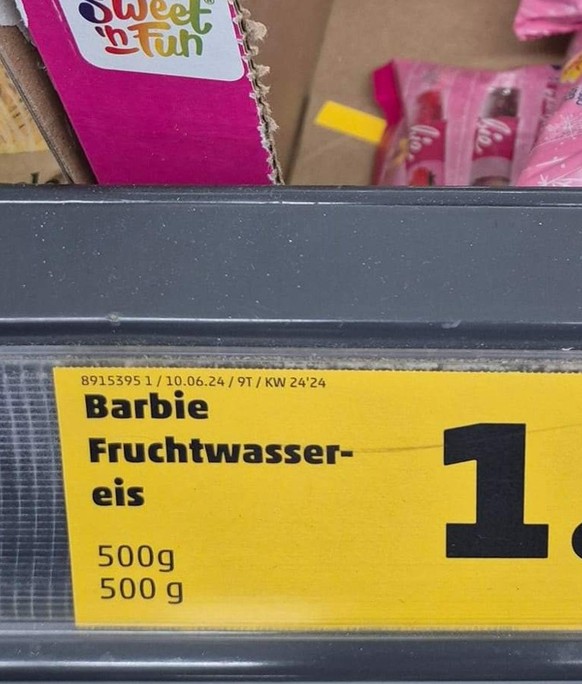 Sweet
'n Fun
8915395 1 / 10.06.24 / 9T / KW 24'24
Barbie
Fruchtwasser-
eis
1.
500g
500 g